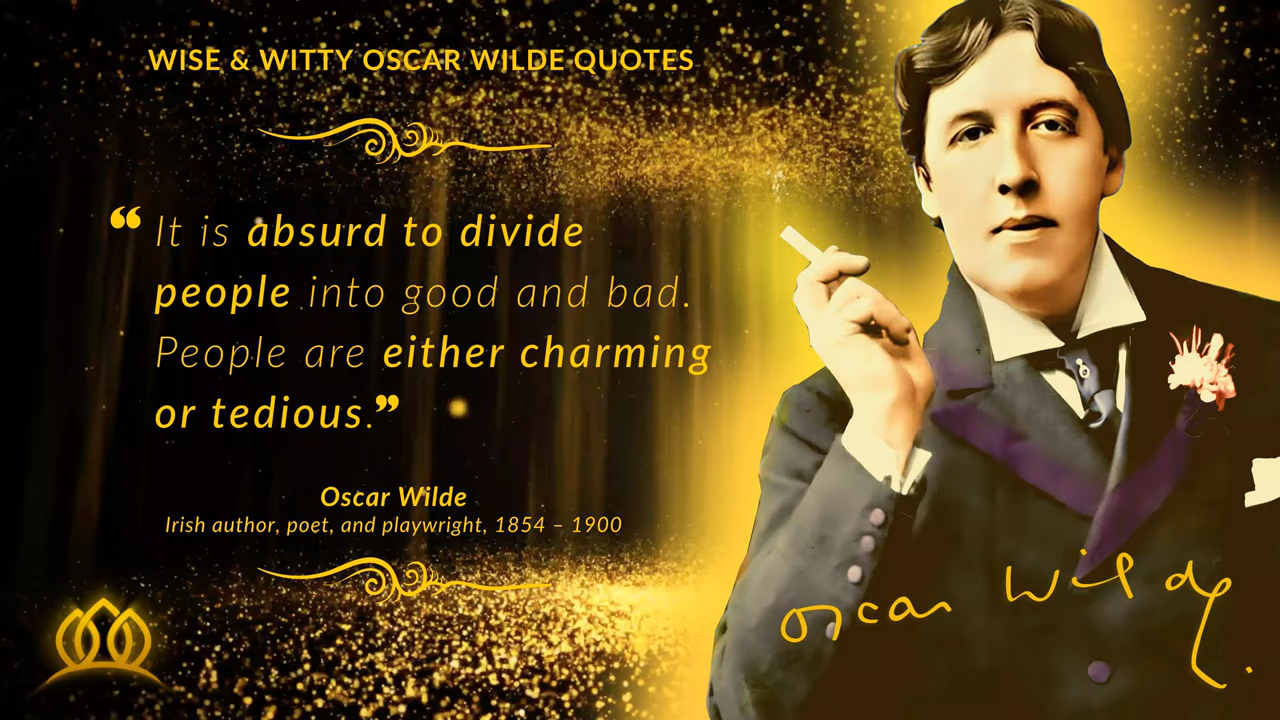 WISE & WITTY OSCAR WILDE QUOTES
❝ It is absurd to divide
people into good and bad.
People are either charming
or tedious.❞
Oscar Wilde
Irish author, poet, and playwright, 1854 – 1900
Oscar Wilde.